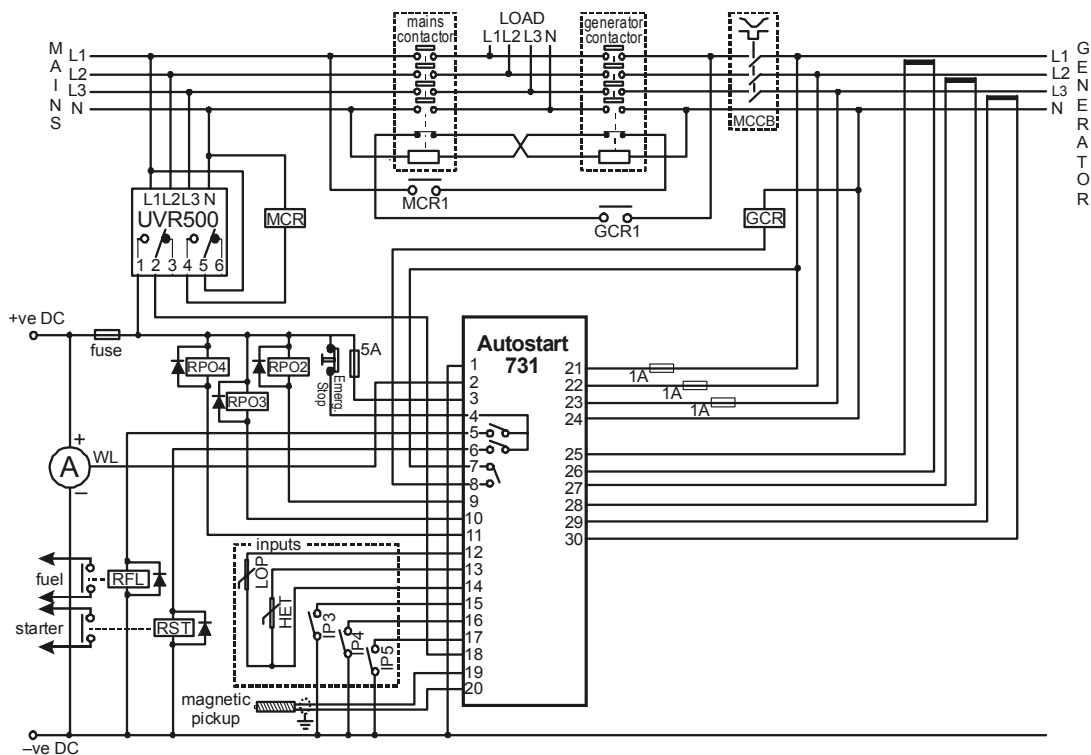 mains contactor
LOAD
L1 L2 L3 N
generator contactor
MAINS
L1
L2
L3
N
L1
L2
L3
N
GENERATOR
MCCB
MCR1
GCR1
MCR
GCR
L1 L2 L3 N
UVR500
1 2 3 4 5 6
+ve DC
fuse
RPO4
RPO3
RPO2
Emerg. Stop
5A
Autostart
731
1
2
3
4
5
6
7
8
9
10
11
12
13
14
15
16
17
18
19
20
21
22
23
24
25
26
27
28
29
30
1A
1A
1A
+
A
WL
–
inputs
LOP
HET
IP3
IP4
IP5
fuel
RFL
starter
RST
magnetic
pickup
–ve DC